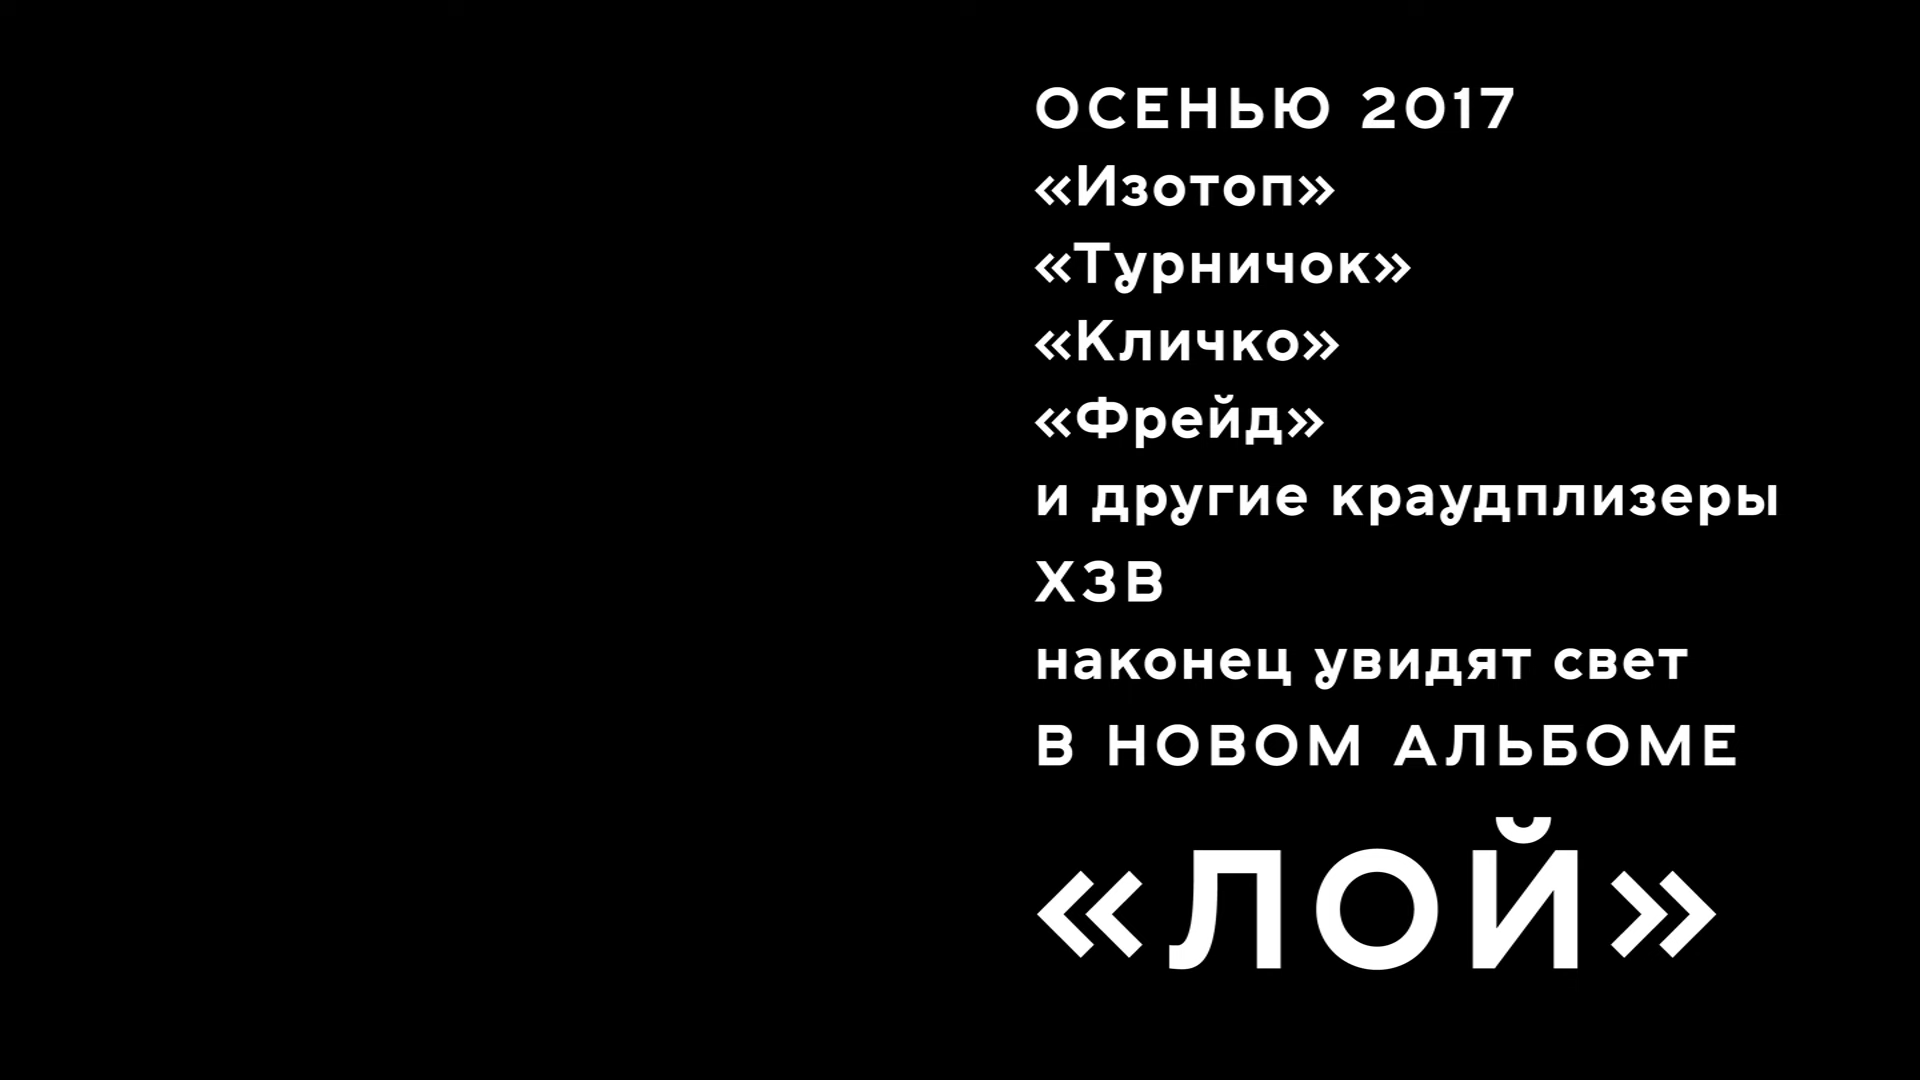 ОСЕНЬЮ 2017
«Изотоп»
«Турничок»
«Кличко»
«Фрейд»
и другие краудплизеры
ХЗВ
наконец увидят свет
В НОВОМ АЛЬБОМЕ
«ЛОЙ»